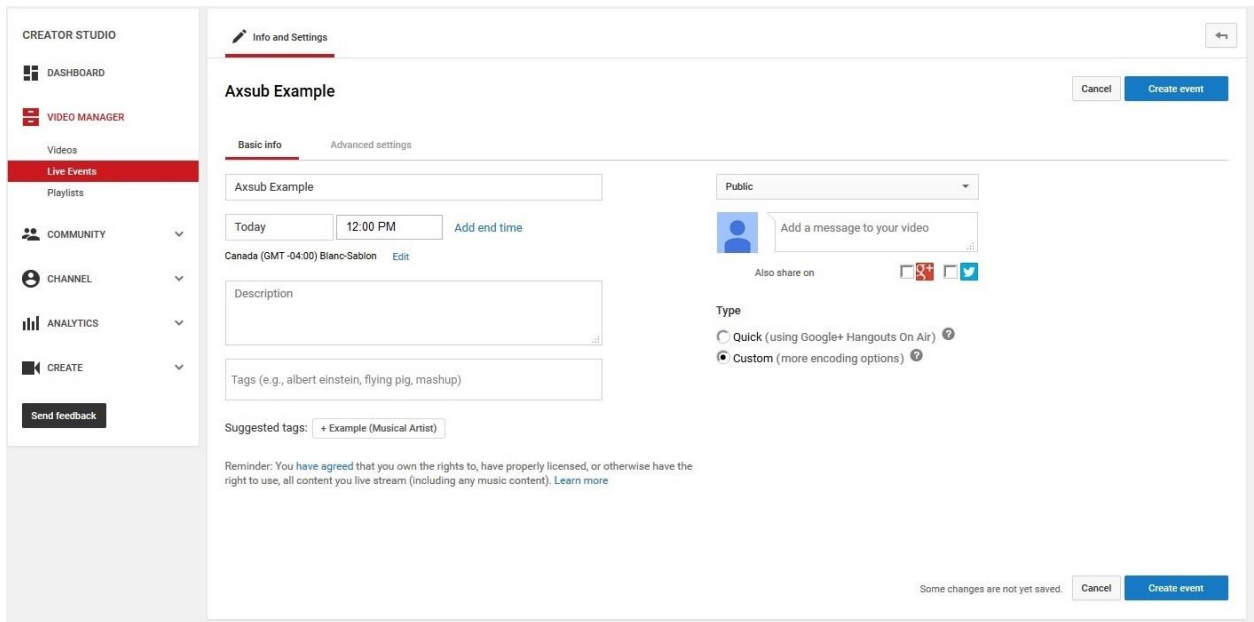 CREATOR STUDIO
DASHBOARD
VIDEO MANAGER
Videos
Live Events
Playlists
COMMUNITY
CHANNEL
ANALYTICS
CREATE
Send feedback
Info and Settings
Axsub Example
Cancel
Create event
Basic info
Advanced settings
Axsub Example
Today
12:00 PM
Add end time
Canada (GMT -04:00) Blanc-Sablon
Edit
Description
Tags (e.g., albert einstein, flying pig, mashup)
Suggested tags:
+ Example (Musical Artist)
Reminder: You have agreed that you own the rights to, have properly licensed, or otherwise have the
right to use, all content you live stream (including any music content). Learn more
Public
Add a message to your video
Also share on
g+
Type
Quick (using Google+ Hangouts On Air) ?
Custom (more encoding options) ?
Some changes are not yet saved.
Cancel
Create event